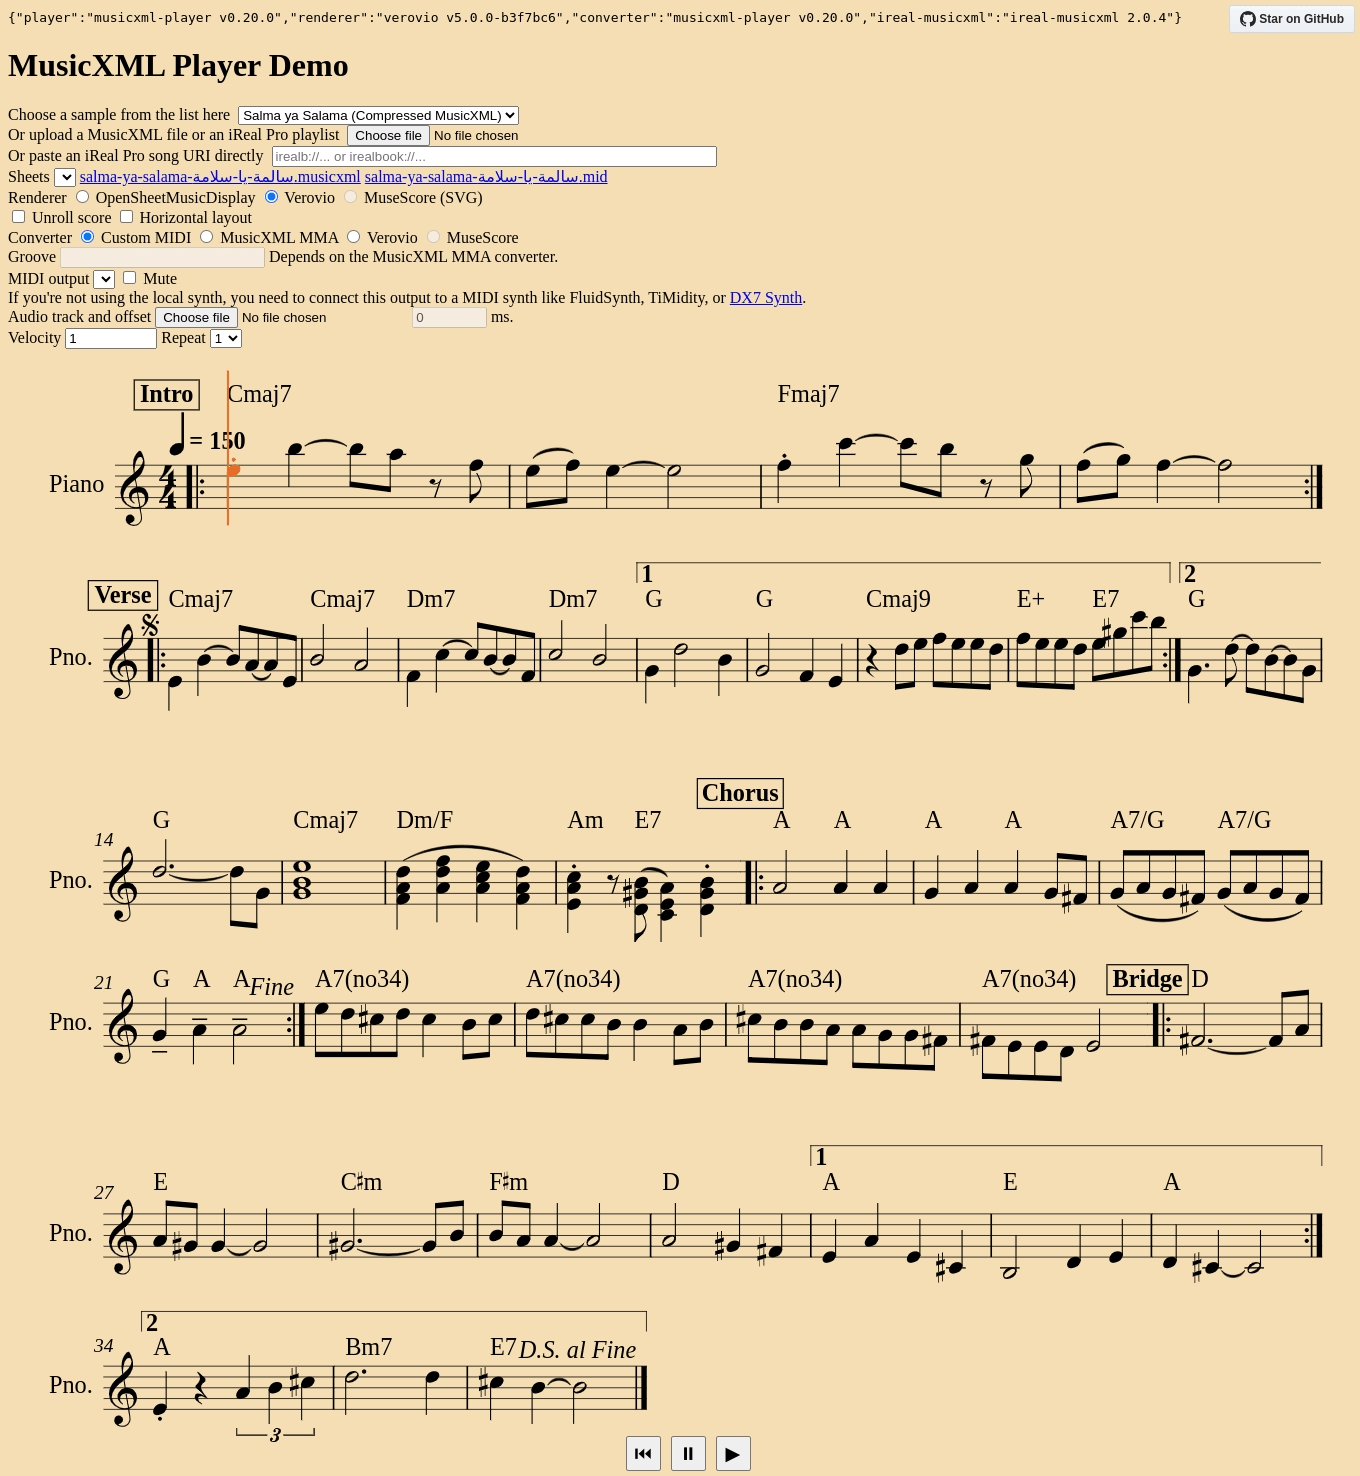 {"player":"musicxml-player v0.20.0","renderer":"verovio v5.0.0-b3f7bc6","converter":"musicxml-player v0.20.0","ireal-musicxml":"ireal-musicxml 2.0.4"}
Star on GitHub
MusicXML Player Demo
Choose a sample from the list here Salma ya Salama (Compressed MusicXML)
Or upload a MusicXML file or an iReal Pro playlist Choose file No file chosen
Or paste an iReal Pro song URI directly irealb://... or irealbook://...
Sheets salma-ya-salama-سالمة-يا-سلامة.musicxml salma-ya-salama-سالمة-يا-سلامة.mid
Renderer OpenSheetMusicDisplay Verovio MuseScore (SVG)
Unroll score Horizontal layout
Converter Custom MIDI MusicXML MMA Verovio MuseScore
Groove Depends on the MusicXML MMA converter.
MIDI output Mute
If you're not using the local synth, you need to connect this output to a MIDI synth like FluidSynth, TiMidity, or DX7 Synth.
Audio track and offset Choose file No file chosen 0 ms.
Velocity 1 Repeat 1
Intro Cmaj7 Fmaj7
= 150
Piano 4 4
1 2
Verse Cmaj7 Cmaj7 Dm7 Dm7 G G Cmaj9 E+ E7 G
Pno.
Chorus
14 G Cmaj7 Dm/F Am E7 A A A A A7/G A7/G
Pno.
21 G A A Fine A7(no34) A7(no34) A7(no34) A7(no34) Bridge D
Pno.
1
27 E C♯m F♯m D A E A
Pno.
2
34 A Bm7 E7 D.S. al Fine
Pno.
3